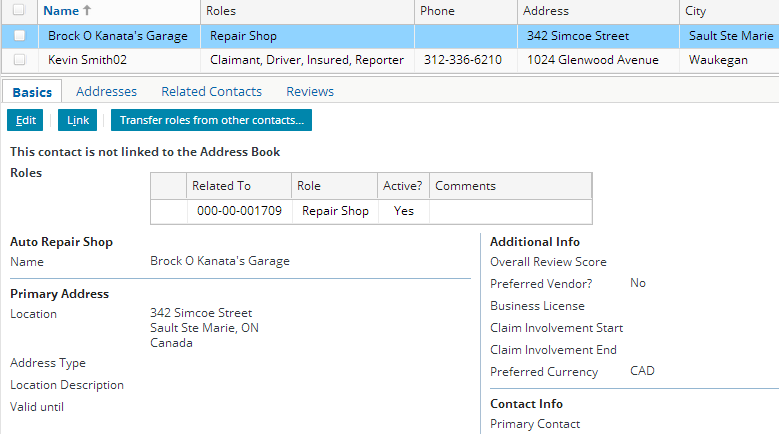 Name Roles Phone Address City
Brock O Kanata's Garage Repair Shop 342 Simcoe Street Sault Ste Marie
Kevin Smith02 Claimant, Driver, Insured, Reporter 312-336-6210 1024 Glenwood Avenue Waukegan
Basics Addresses Related Contacts Reviews
Edit Link Transfer roles from other contacts...
This contact is not linked to the Address Book
Roles
Related To Role Active? Comments
000-00-001709 Repair Shop Yes
Auto Repair Shop
Name Brock O Kanata's Garage
Primary Address
Location 342 Simcoe Street
Sault Ste Marie, ON
Canada
Address Type
Location Description
Valid until
Additional Info
Overall Review Score
Preferred Vendor? No
Business License
Claim Involvement Start
Claim Involvement End
Preferred Currency CAD
Contact Info
Primary Contact